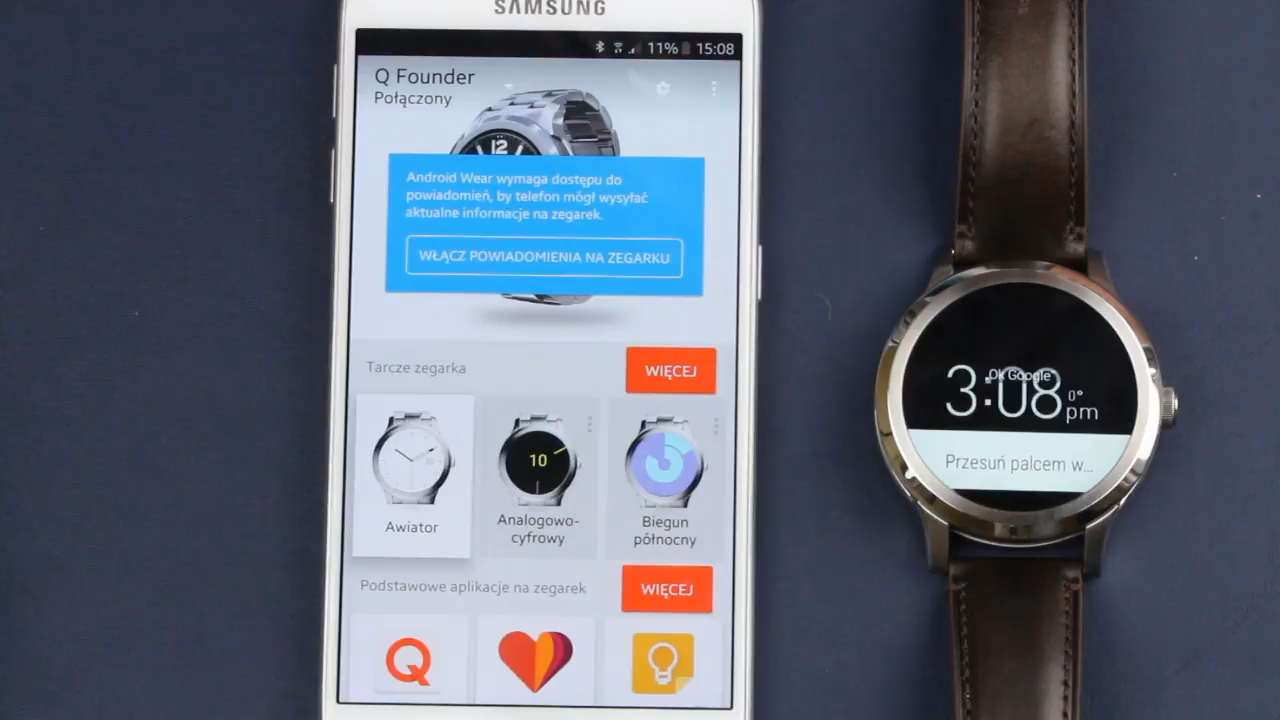 SAMSUNG
11% 15:08
Q Founder
Połączony
12
Android Wear wymaga dostępu do
powiadomień, by telefon mógł wysyłać
aktualne informacje na zegarek.
WŁĄCZ POWIADOMIENIA NA ZEGARKU
Tarcze zegarka
WIĘCEJ
10
Awiator
Analogowo-
cyfrowy
Biegun
północny
Podstawowe aplikacje na zegarek
WIĘCEJ
Q
Ok Google
3:08
0°
pm
Przesuń palcem w...